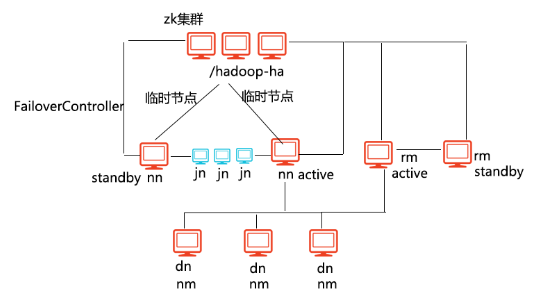 zk集群
/hadoop-ha
临时节点
临时节点
FailoverController
standby nn
jn
jn
jn
nn active
rm
active
rm
standby
dn
nm
dn
nm
dn
nm